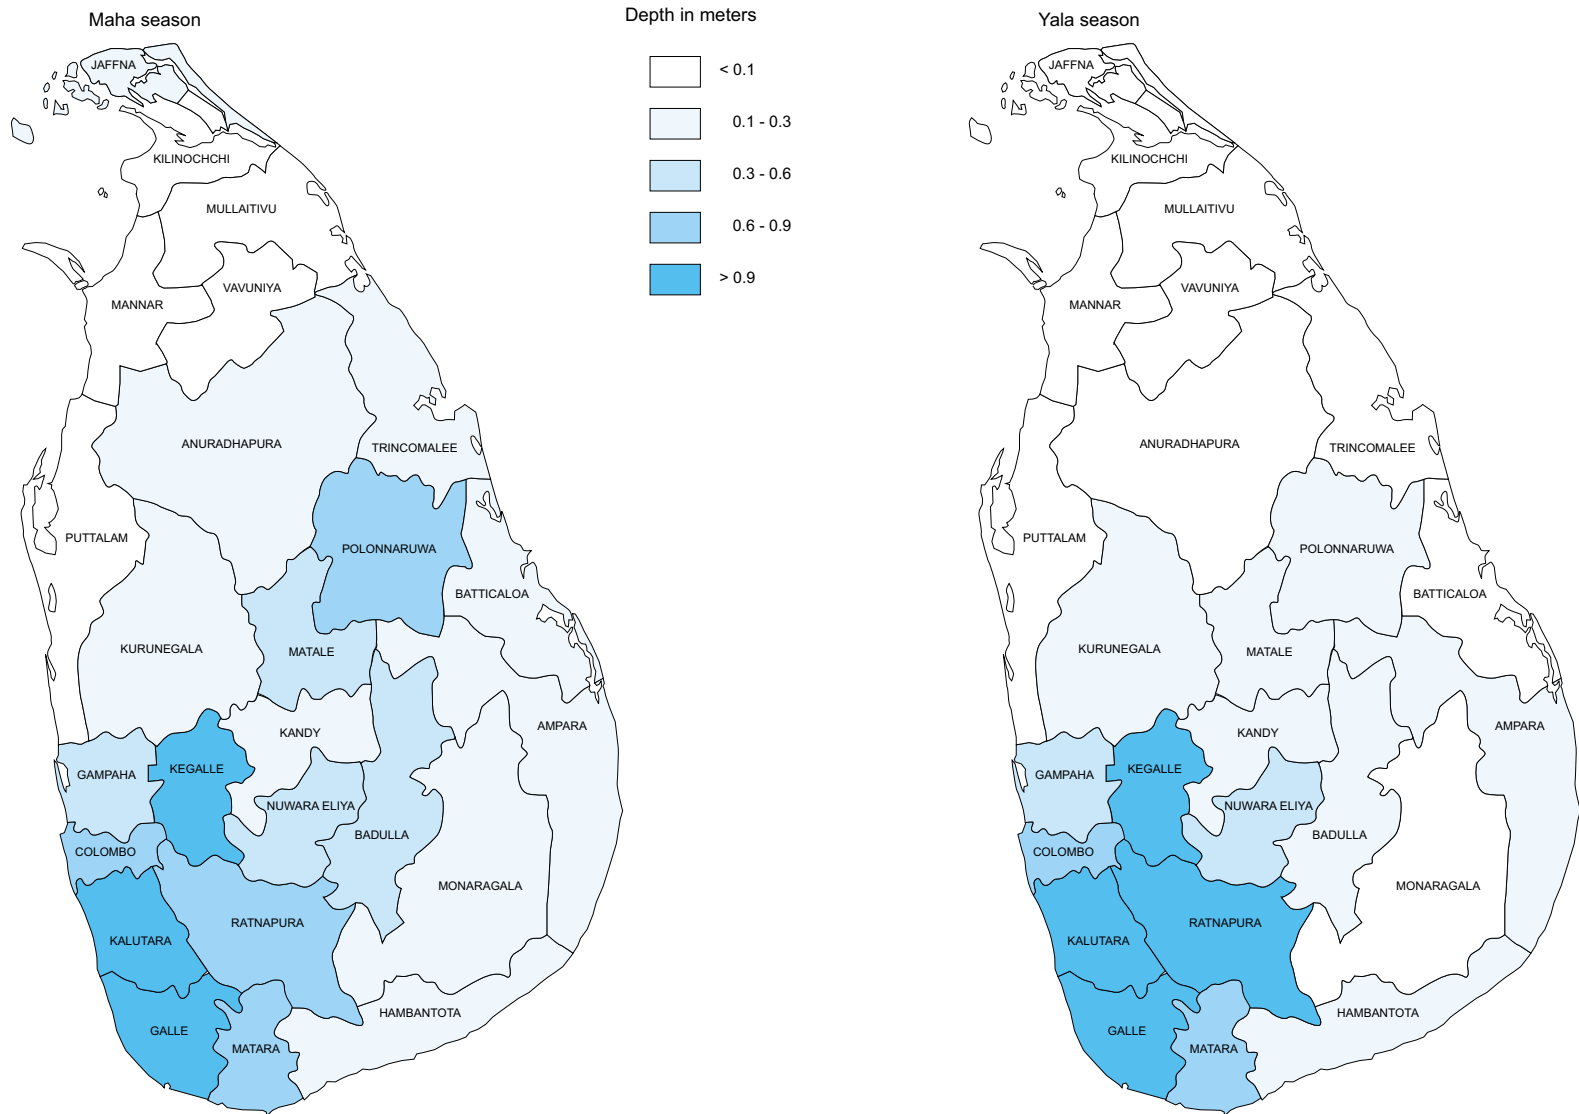 Maha season
Depth in meters
< 0.1
0.1 - 0.3
0.3 - 0.6
0.6 - 0.9
> 0.9
JAFFNA
KILINOCHCHI
MULLAITIVU
VAVUNIYA
MANNAR
ANURADHAPURA
TRINCOMALEE
PUTTALAM
POLONNARUWA
BATTICALOA
KURUNEGALA
MATALE
AMPARA
KANDY
KEGALLE
GAMPAHA
NUWARA ELIYA
BADULLA
COLOMBO
MONARAGALA
RATNAPURA
KALUTARA
HAMBANTOTA
GALLE
MATARA
Yala season
JAFFNA
KILINOCHCHI
MULLAITIVU
VAVUNIYA
MANNAR
ANURADHAPURA
TRINCOMALEE
PUTTALAM
POLONNARUWA
BATTICALOA
KURUNEGALA
MATALE
AMPARA
KANDY
KEGALLE
GAMPAHA
NUWARA ELIYA
BADULLA
COLOMBO
MONARAGALA
RATNAPURA
KALUTARA
HAMBANTOTA
GALLE
MATARA